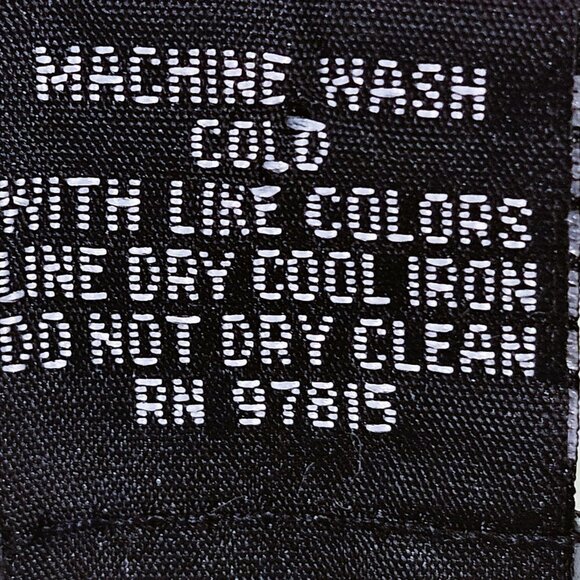 MACHINE WASH
COLD
WITH LIKE COLORS
LINE DRY COOL IRON
DO NOT DRY CLEAN
RN 97815